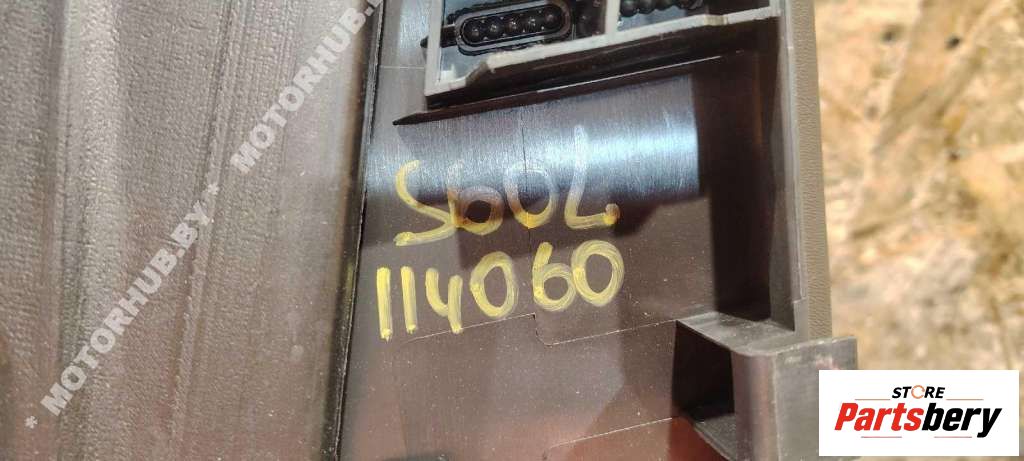 * MOTORHUB.BY * MOTORHUB.BY
S60L
114060
STORE
Partsbery